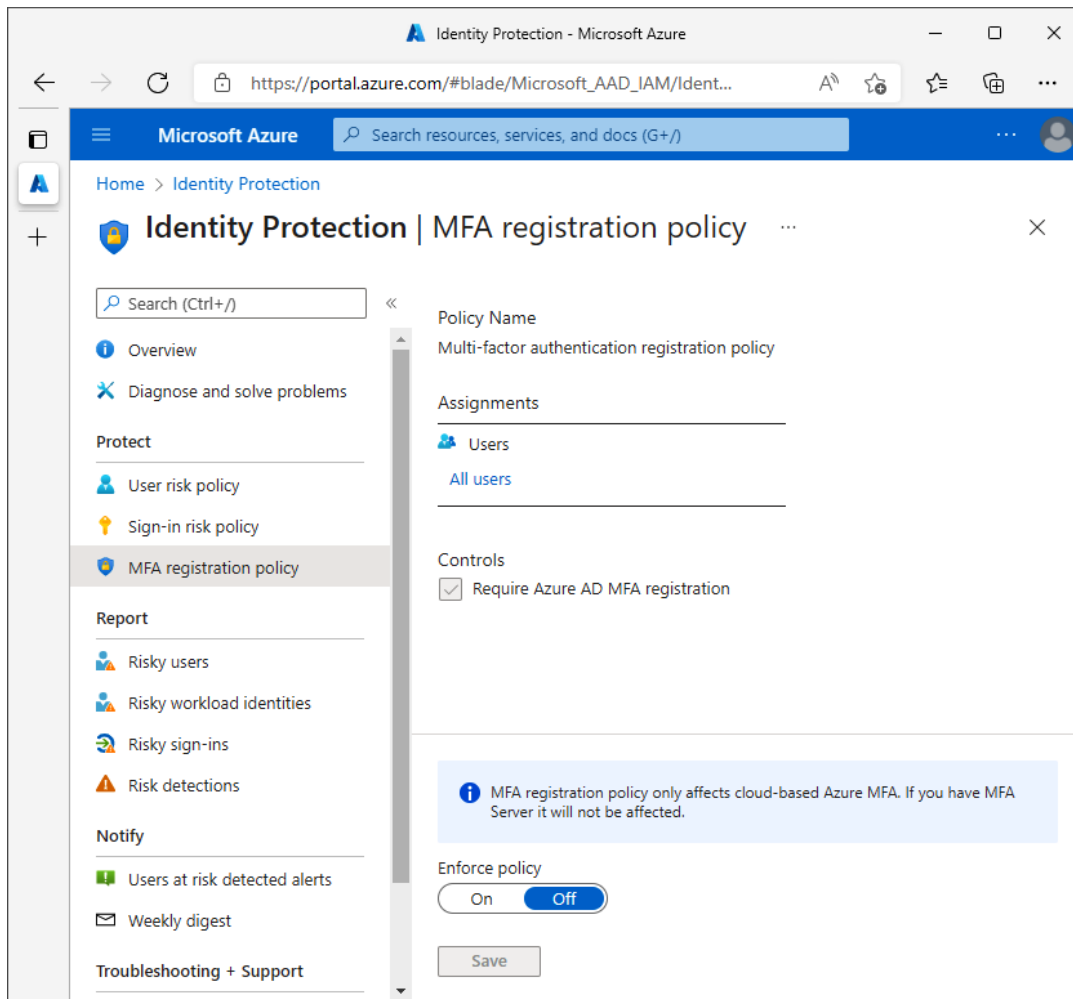 Identity Protection - Microsoft Azure
https://portal.azure.com/#blade/Microsoft_AAD_IAM/Ident...
Microsoft Azure
Search resources, services, and docs (G+/)
Home > Identity Protection
Identity Protection | MFA registration policy
Search (Ctrl+/)
Overview
Diagnose and solve problems
Protect
User risk policy
Sign-in risk policy
MFA registration policy
Report
Risky users
Risky workload identities
Risky sign-ins
Risk detections
Notify
Users at risk detected alerts
Weekly digest
Troubleshooting + Support
Policy Name
Multi-factor authentication registration policy
Assignments
Users
All users
Controls
Require Azure AD MFA registration
MFA registration policy only affects cloud-based Azure MFA. If you have MFA
Server it will not be affected.
Enforce policy
On Off
Save